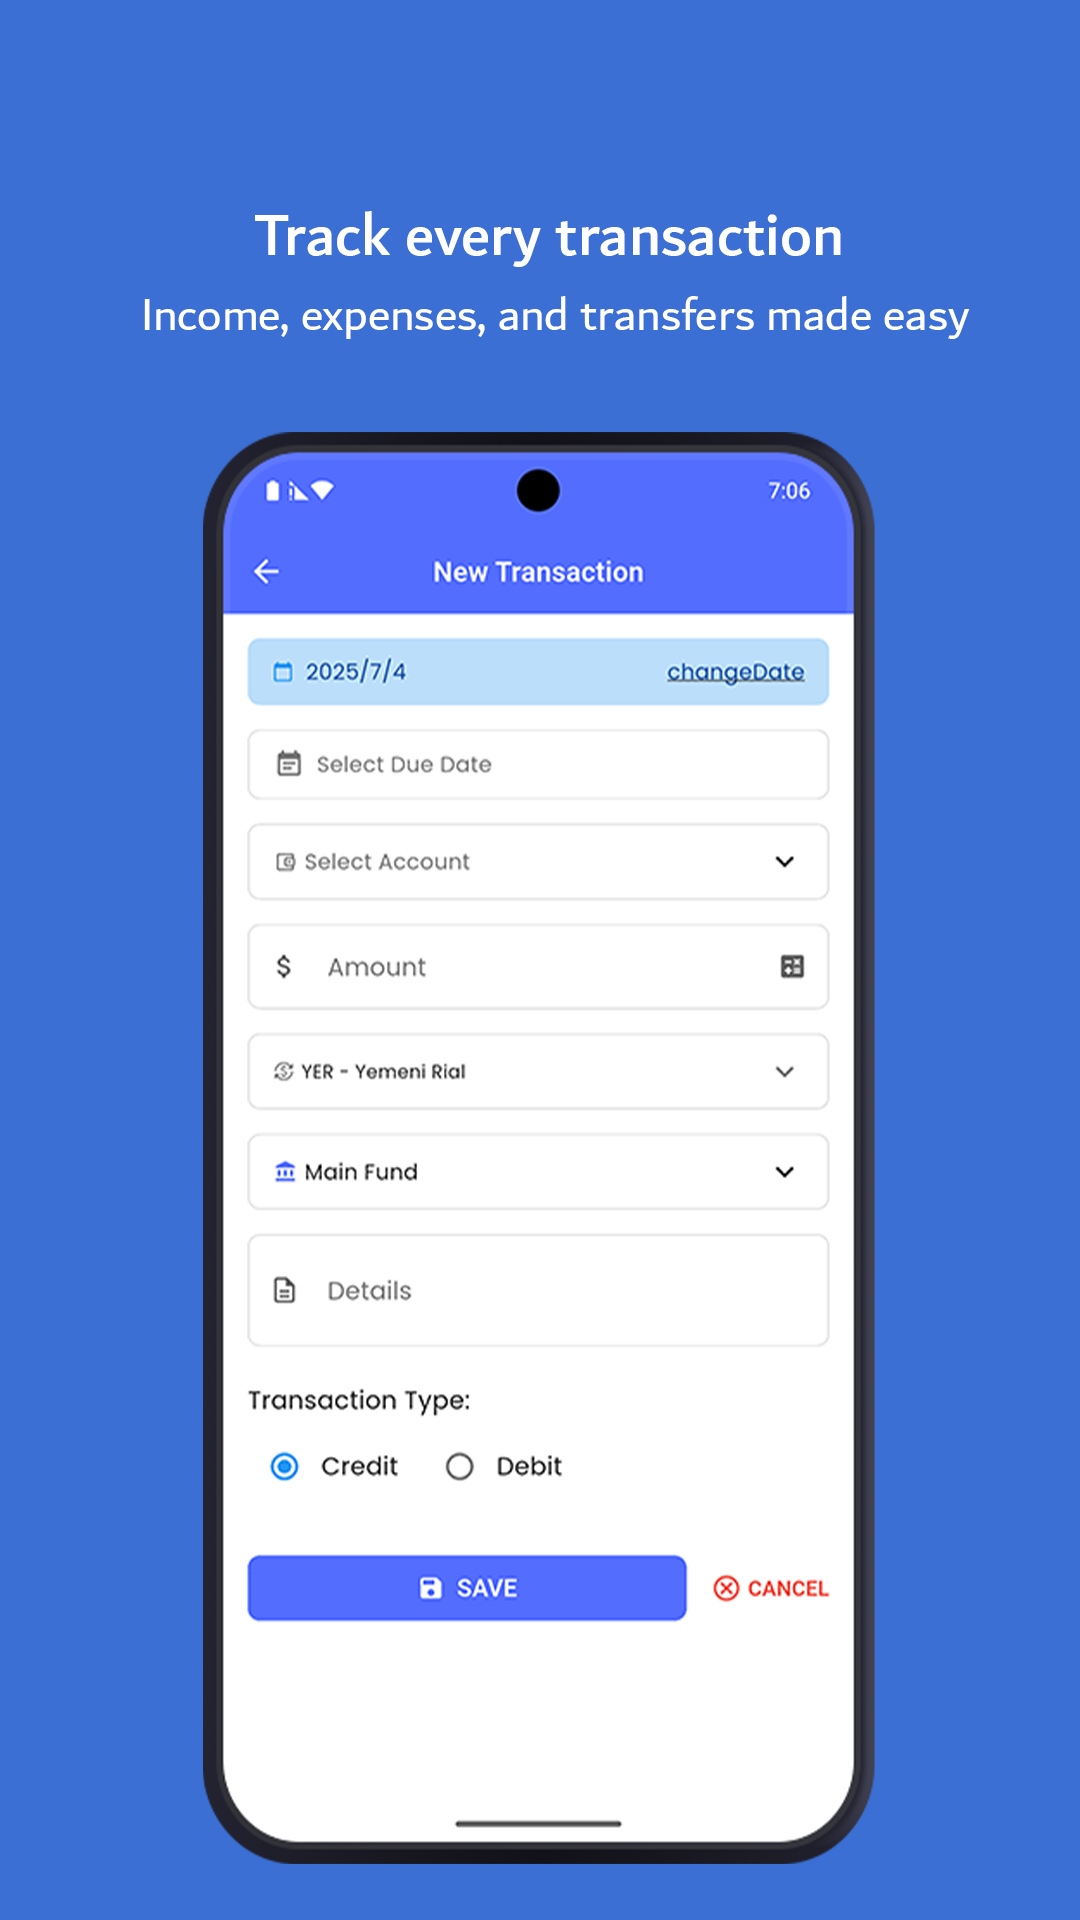 Track every transaction
Income, expenses, and transfers made easy
7:06
New Transaction
2025/7/4 changeDate
Select Due Date
Select Account
$ Amount
YER - Yemeni Rial
Main Fund
Details
Transaction Type:
Credit Debit
SAVE CANCEL